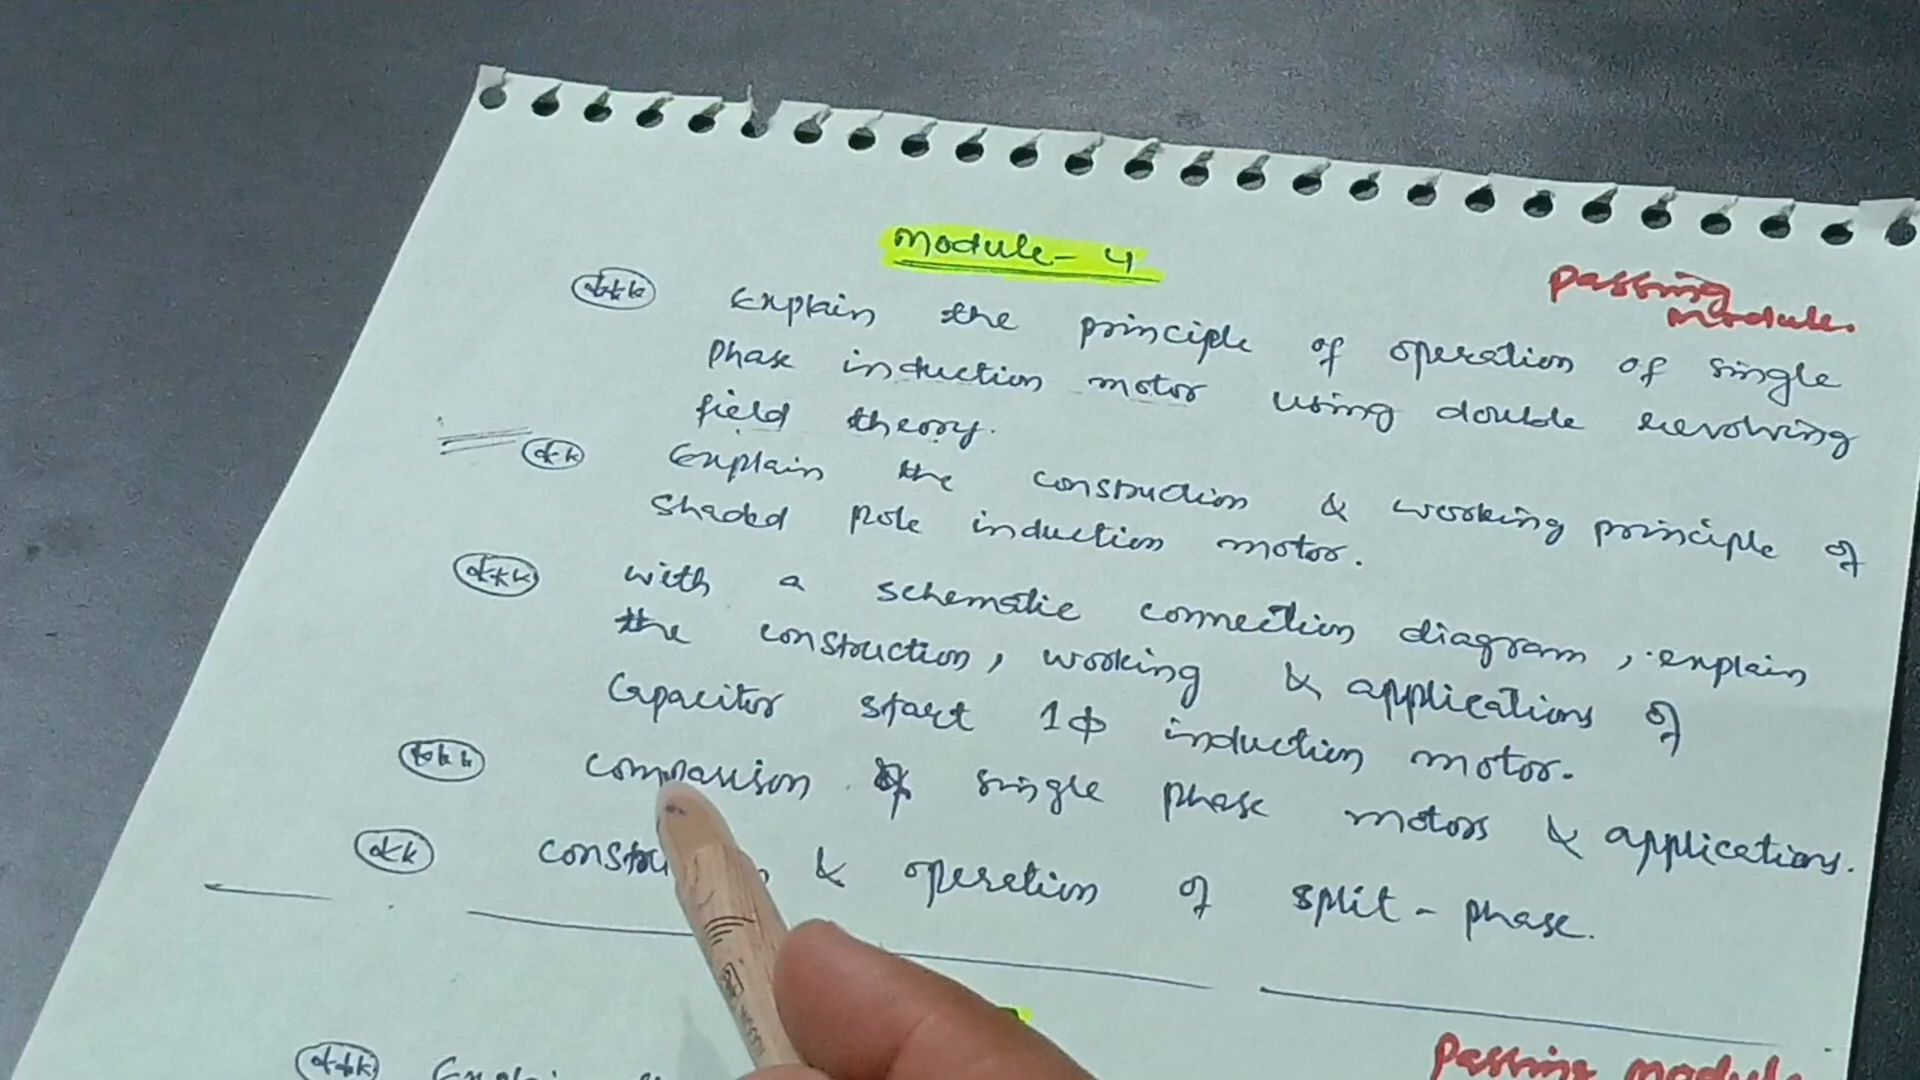 Module - 4
Passing
module.
*** Explain the principle of operation of single
phase induction motor using double revolving
field theory.
** Explain the construction & working principle of
shaded pole induction motor.
*** with a schematic connection diagram, explain
the construction, working & applications of
Capacitor start 1Φ induction motor.
*** comparison of single phase motors & applications.
** & operation of split - phase.
Passing module
***